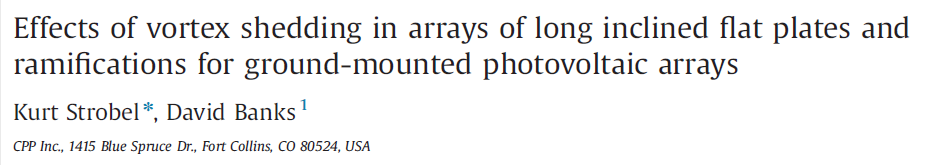 Effects of vortex shedding in arrays of long inclined flat plates and
ramifications for ground-mounted photovoltaic arrays
Kurt Strobel*, David Banks 1
CPP Inc., 1415 Blue Spruce Dr., Fort Collins, CO 80524, USA